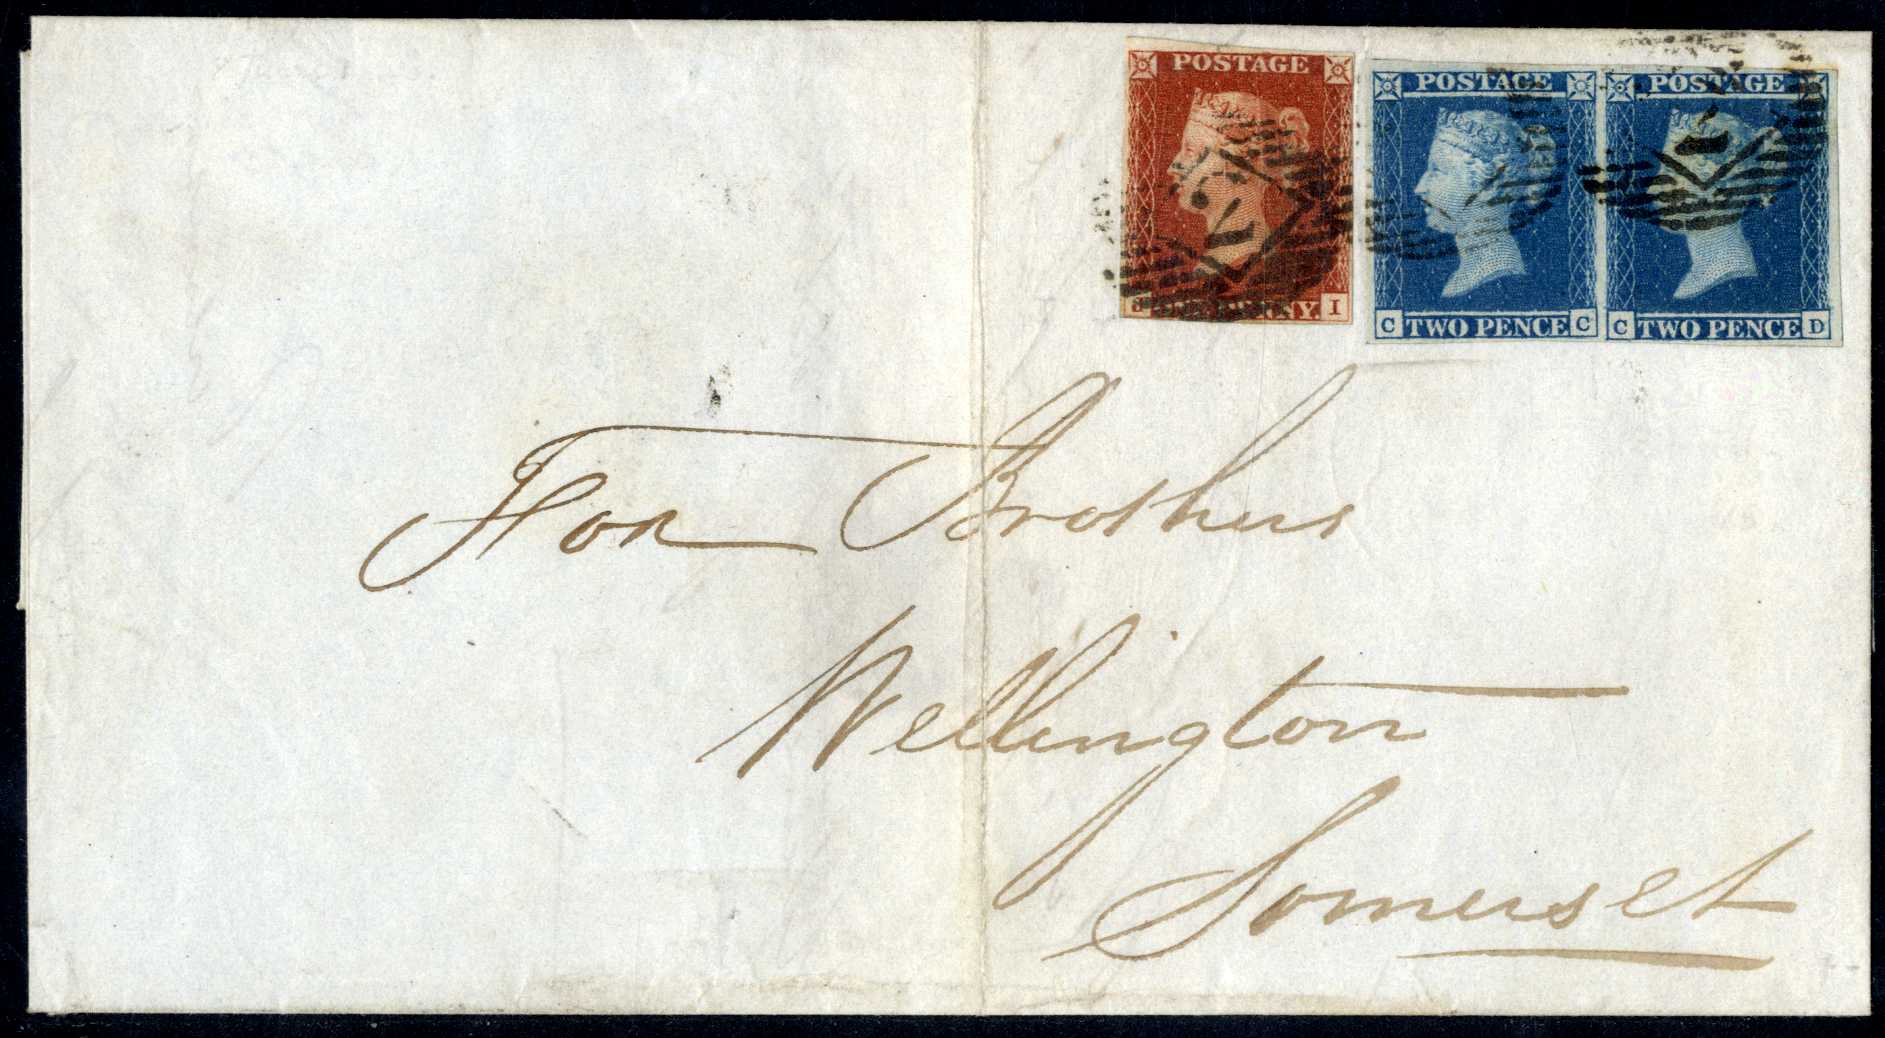 POSTAGE
POSTAGE POSTAGE
I
C TWO PENCE C C TWO PENCE D
Fox Brothers
Wellington
Somerset